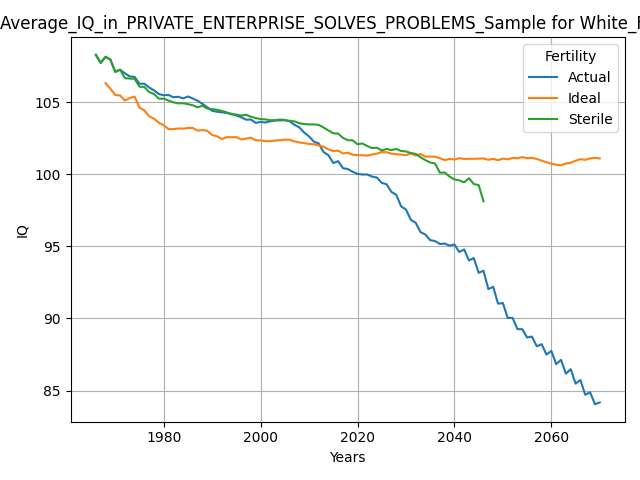 Average_IQ_in_PRIVATE_ENTERPRISE_SOLVES_PROBLEMS_Sample for White_
Fertility
Actual
Ideal
Sterile
IQ
105
100
95
90
85
1980
2000
2020
2040
2060
Years